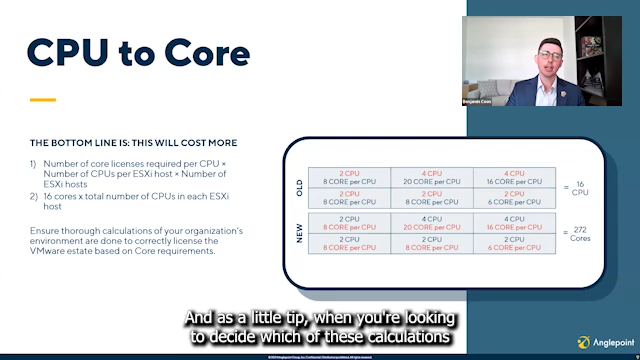 CPU to Core
Benjamin Coon
THE BOTTOM LINE IS: THIS WILL COST MORE
1) Number of core licenses required per CPU ×
Number of CPUs per ESXi host × Number of
ESXi hosts
2) 16 cores x total number of CPUs in each ESXi
host
Ensure thorough calculations of your organization's
environment are done to correctly license the
VMware estate based on Core requirements.
OLD
2 CPU 4 CPU 4 CPU
8 CORE per CPU 20 CORE per CPU 16 CORE per CPU
2 CPU 2 CPU 2 CPU
8 CORE per CPU 8 CORE per CPU 6 CORE per CPU
= 16
CPU
NEW
2 CPU 4 CPU 4 CPU
8 CORE per CPU 20 CORE per CPU 16 CORE per CPU
2 CPU 2 CPU 2 CPU
8 CORE per CPU 8 CORE per CPU 6 CORE per CPU
= 272
Cores
And as a little tip, when you're looking
to decide which of these calculations
Anglepoint